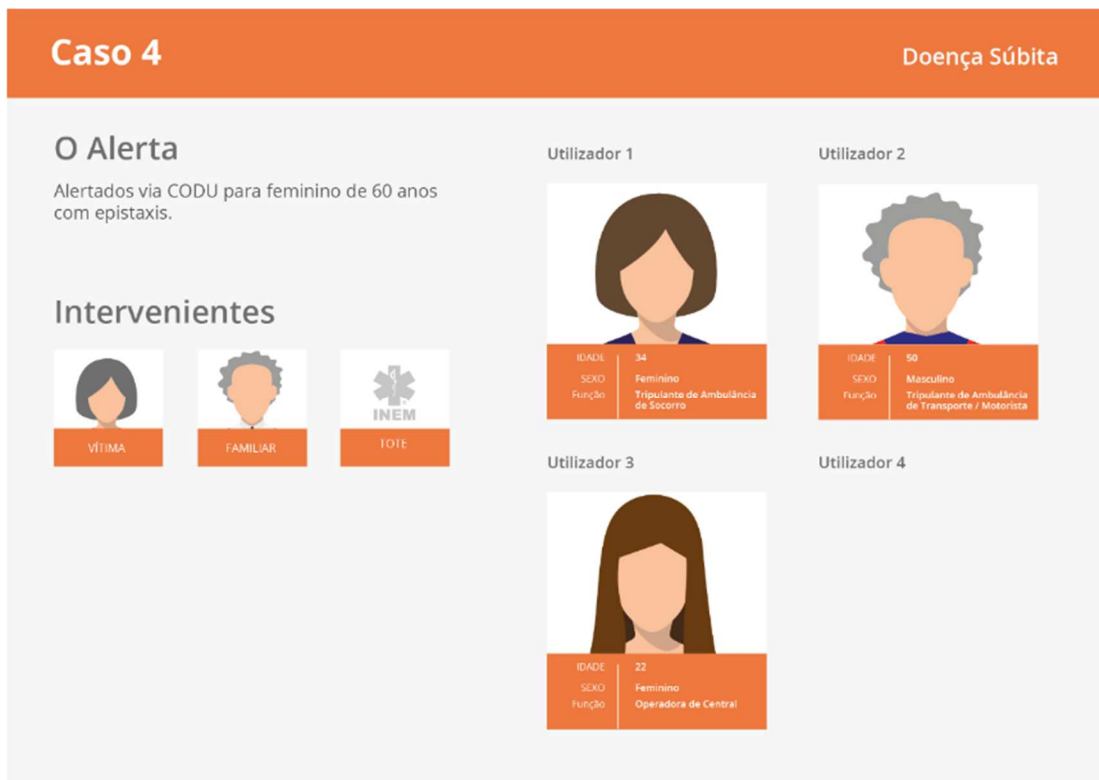 Caso 4
Doença Súbita
O Alerta
Alertados via CODU para feminino de 60 anos
com epistaxis.
Intervenientes
VÍTIMA
FAMILIAR
INEM
TOTE
Utilizador 1
IDADE 34
SEXO Feminino
Função Tripulante de Ambulância
de Socorro
Utilizador 2
IDADE 50
SEXO Masculino
Função Tripulante de Ambulância
de Transporte / Motorista
Utilizador 3
IDADE 22
SEXO Feminino
Função Operadora de Central
Utilizador 4